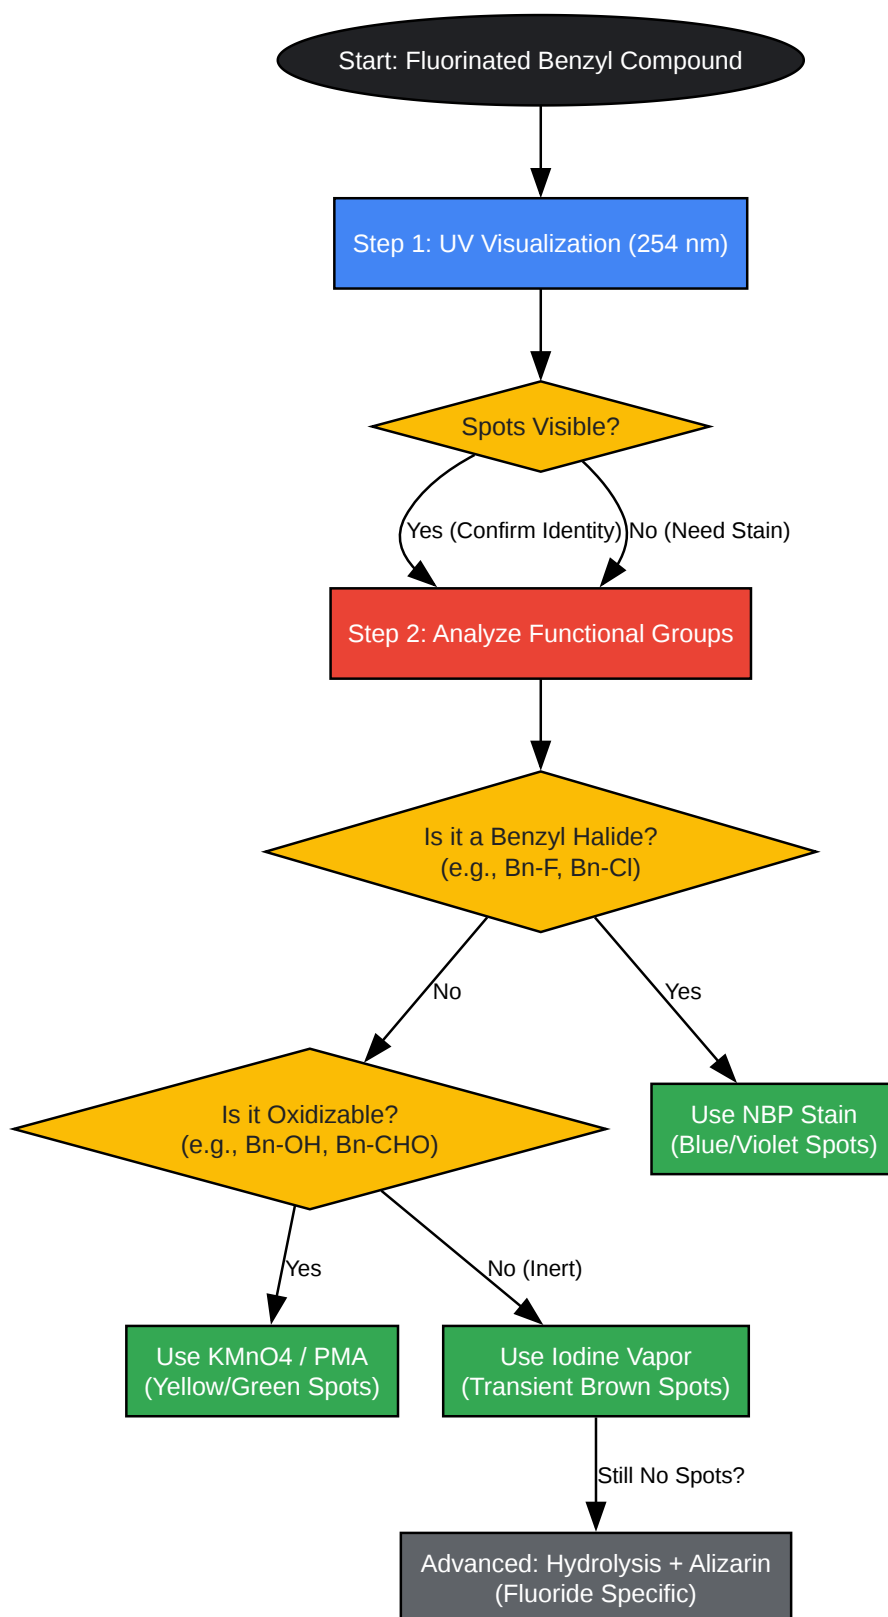 Start: Fluorinated Benzyl Compound
Step 1: UV Visualization (254 nm)
Spots Visible?
Yes (Confirm Identity)
No (Need Stain)
Step 2: Analyze Functional Groups
Is it a Benzyl Halide?
(e.g., Bn-F, Bn-Cl)
No
Yes
Is it Oxidizable?
(e.g., Bn-OH, Bn-CHO)
Use NBP Stain
(Blue/Violet Spots)
Yes
No (Inert)
Use KMnO4 / PMA
(Yellow/Green Spots)
Use Iodine Vapor
(Transient Brown Spots)
Still No Spots?
Advanced: Hydrolysis + Alizarin
(Fluoride Specific)